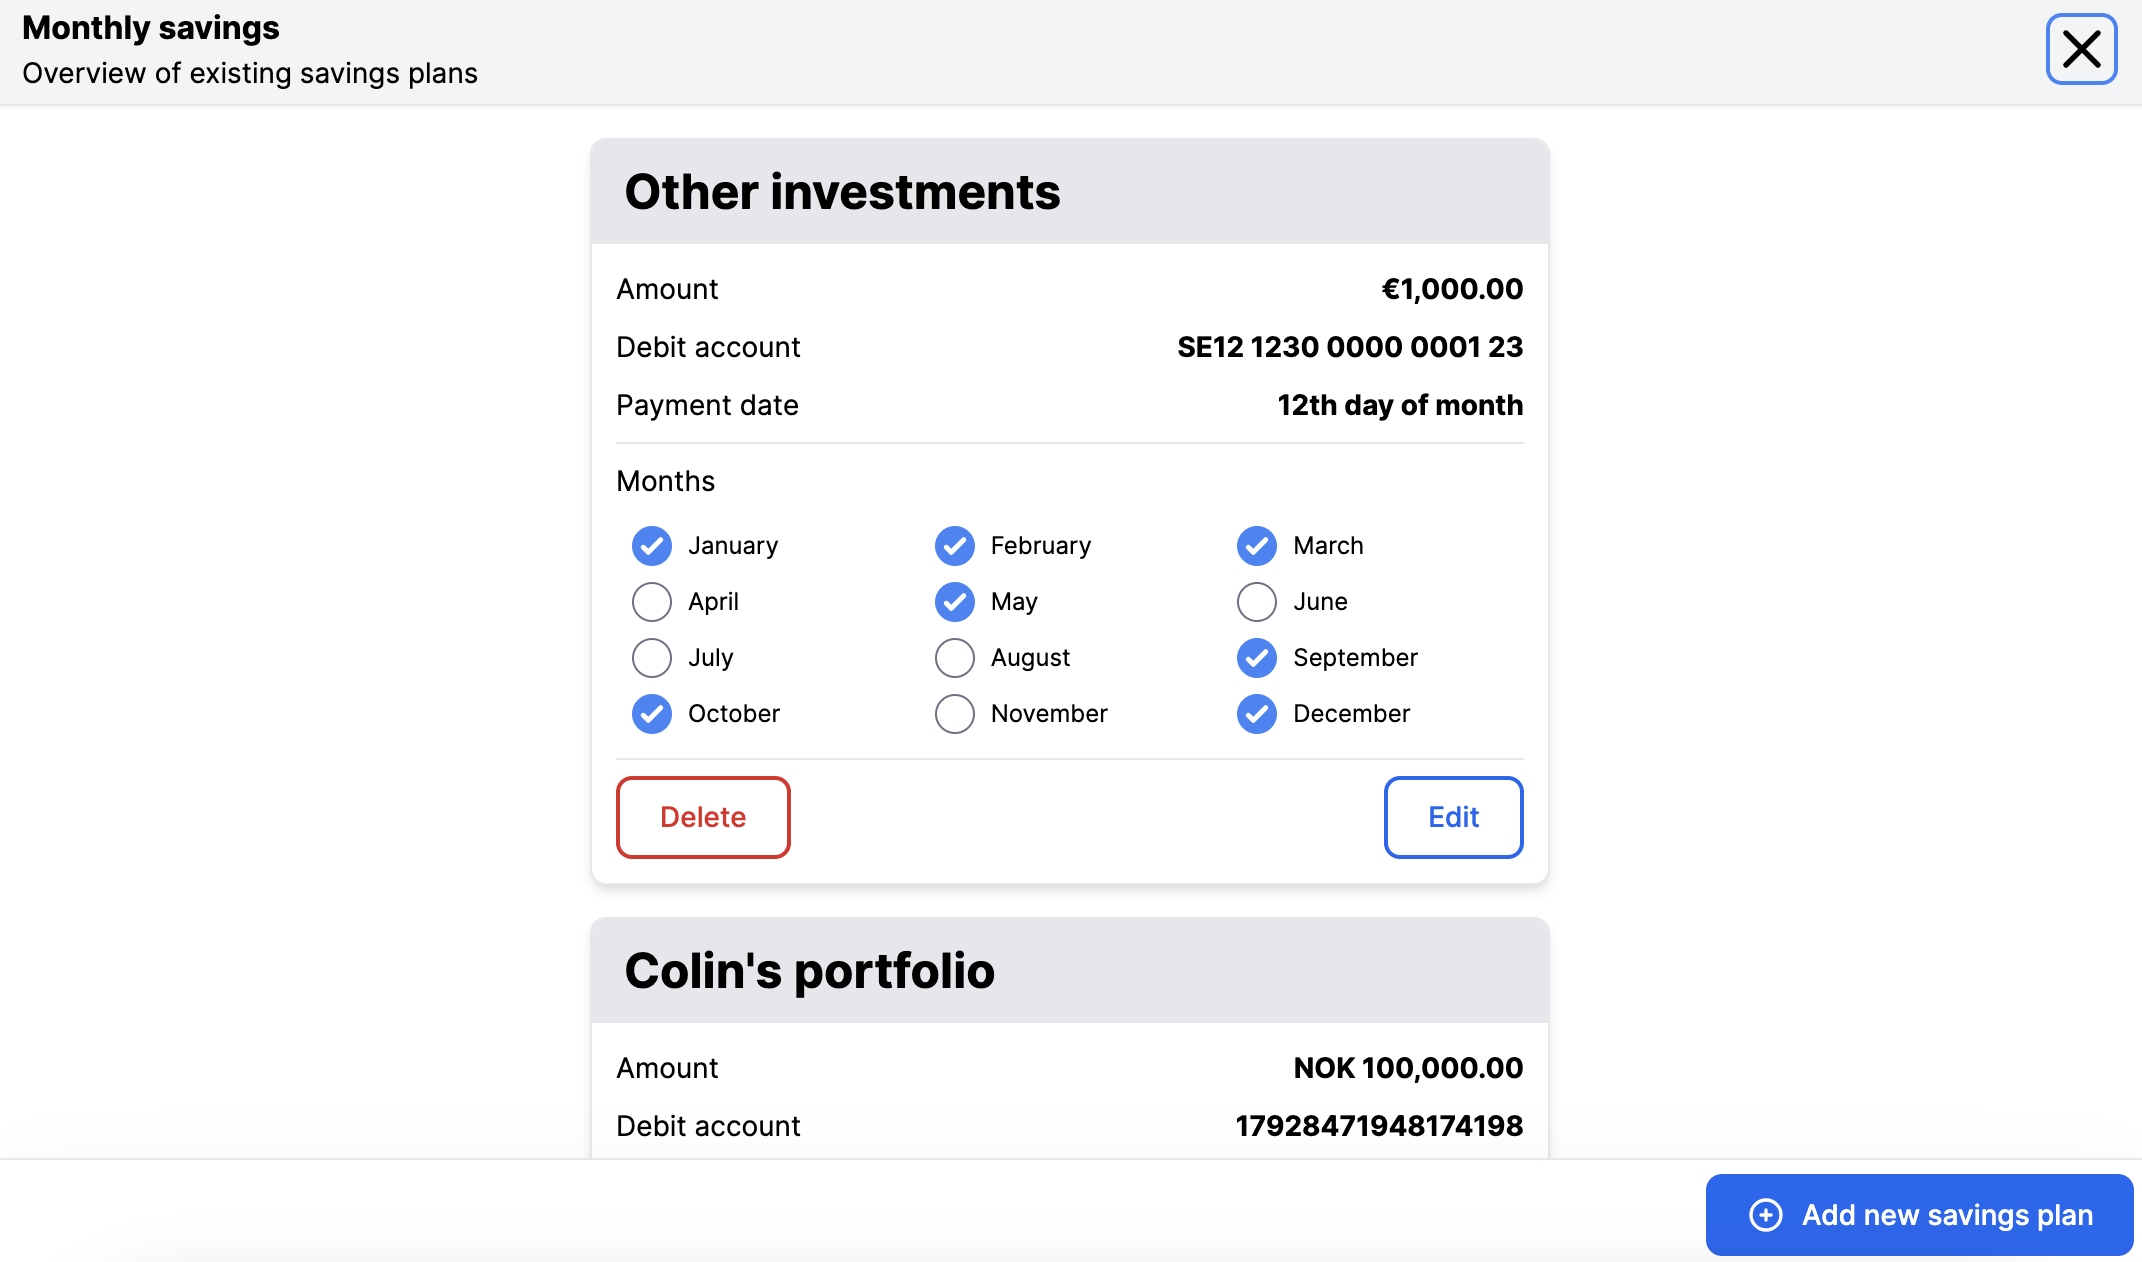 Monthly savings
Overview of existing savings plans
Other investments
Amount €1,000.00
Debit account SE12 1230 0000 0001 23
Payment date 12th day of month
Months
January February March
April May June
July August September
October November December
Delete Edit
Colin's portfolio
Amount NOK 100,000.00
Debit account 17928471948174198
Add new savings plan